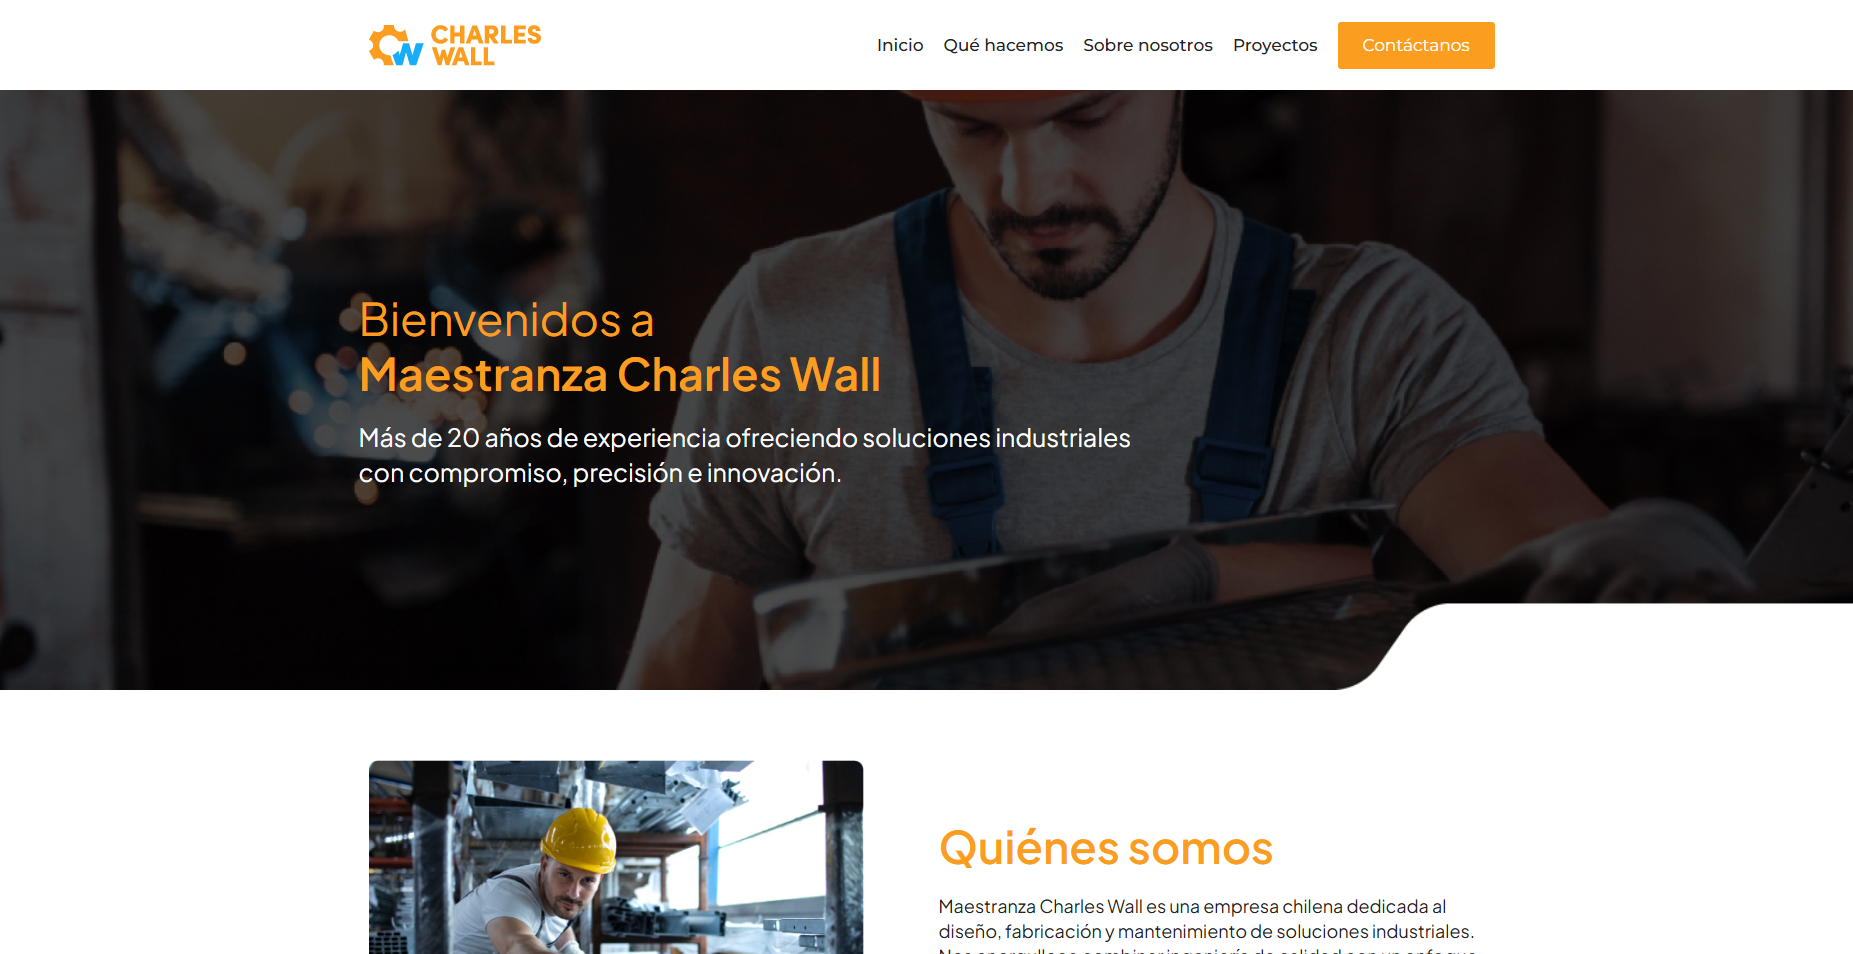 CHARLES
WALL
Inicio
Qué hacemos
Sobre nosotros
Proyectos
Contáctanos
Bienvenidos a
Maestranza Charles Wall
Más de 20 años de experiencia ofreciendo soluciones industriales
con compromiso, precisión e innovación.
Quiénes somos
Maestranza Charles Wall es una empresa chilena dedicada al
diseño, fabricación y mantenimiento de soluciones industriales.